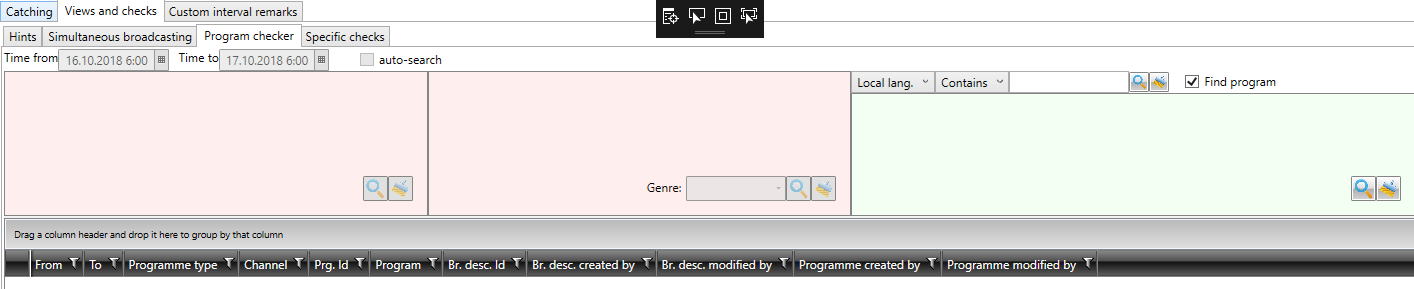 Catching Views and checks Custom interval remarks
Hints Simultaneous broadcasting Program checker Specific checks
Time from 16.10.2018 6:00 Time to 17.10.2018 6:00 auto-search
Local lang. Contains Find program
Genre:
Drag a column header and drop it here to group by that column
From To Programme type Channel Prg. Id Program Br. desc. Id Br. desc. created by Br. desc. modified by Programme created by Programme modified by